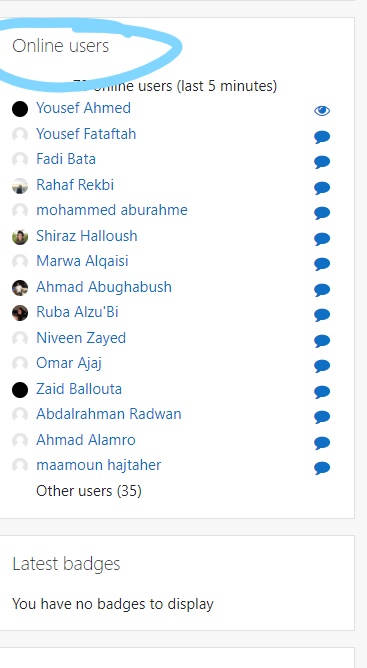 Online users
online users (last 5 minutes)
Yousef Ahmed
Yousef Fataftah
Fadi Bata
Rahaf Rekbi
mohammed aburahme
Shiraz Halloush
Marwa Alqaisi
Ahmad Abughabush
Ruba Alzu'Bi
Niveen Zayed
Omar Ajaj
Zaid Ballouta
Abdalrahman Radwan
Ahmad Alamro
maamoun hajtaher
Other users (35)
Latest badges
You have no badges to display